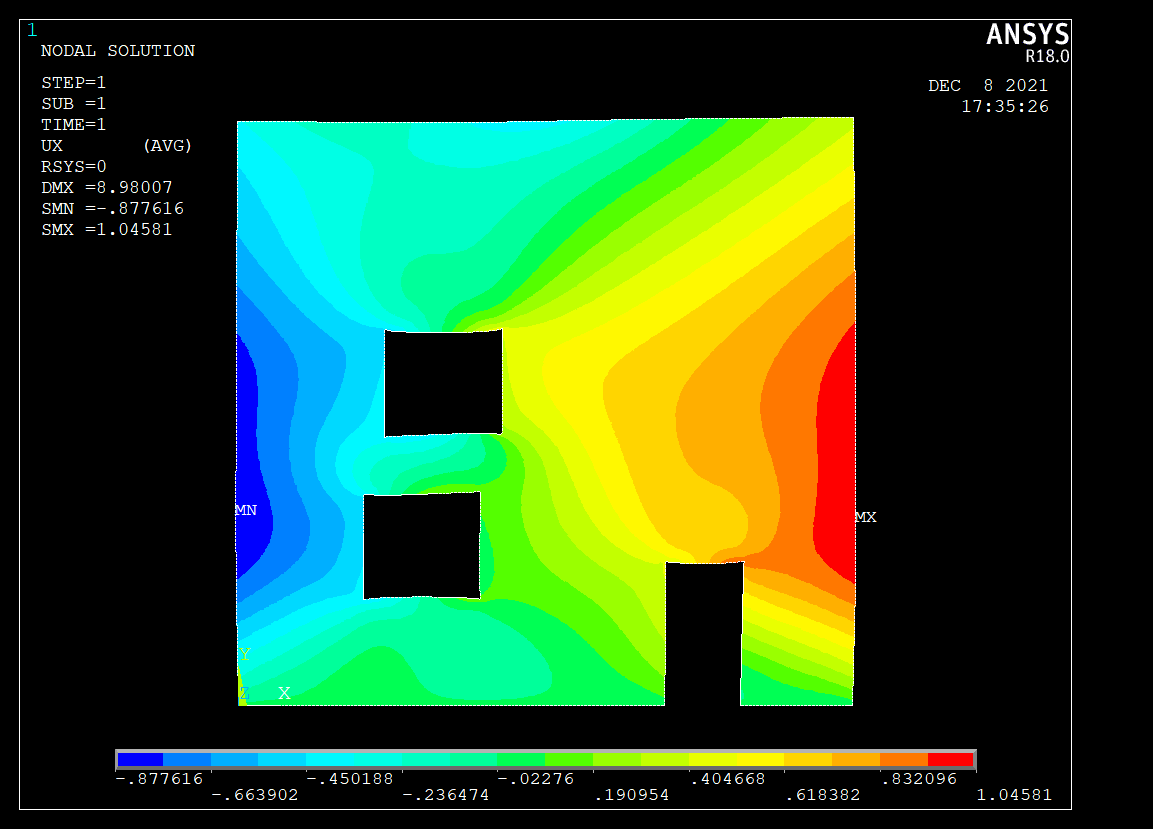 1
ANSYS
R18.0
NODAL SOLUTION
DEC 8 2021
17:35:26
STEP=1
SUB =1
TIME=1
UX (AVG)
RSYS=0
DMX =8.98007
SMN =-.877616
SMX =1.04581
MN
MX
Y
Z X
-.877616 -.450188 -.02276 .404668 .832096
-.663902 -.236474 .190954 .618382 1.04581